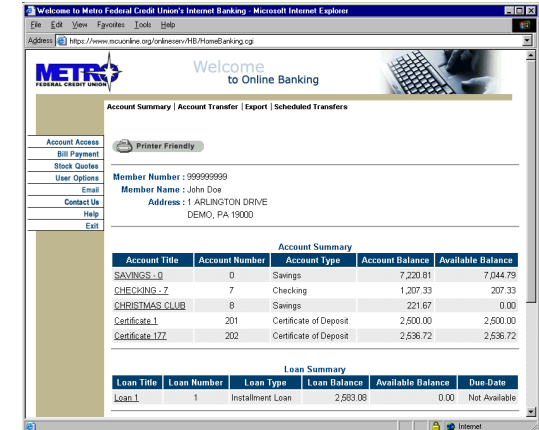 Welcome to Metro Federal Credit Union's Internet Banking - Microsoft Internet Explorer
File Edit View Favorites Tools Help
Address https://www.mcuonline.org/onlineserv/HB/HomeBanking.cgi
METRO
FEDERAL CREDIT UNION
Welcome
to Online Banking
Account Summary | Account Transfer | Export | Scheduled Transfers
Account Access
Bill Payment
Stock Quotes
User Options
Email
Contact Us
Help
Exit
Printer Friendly
Member Number : 999999999
Member Name : John Doe
Address : 1 ARLINGTON DRIVE
DEMO, PA 19000
Account Summary
Account Title Account Number Account Type Account Balance Available Balance
SAVINGS - 0 0 Savings 7,220.81 7,044.79
CHECKING - 7 7 Checking 1,207.33 207.33
CHRISTMAS CLUB 8 Savings 221.67 0.00
Certificate 1 201 Certificate of Deposit 2,500.00 2,500.00
Certificate 177 202 Certificate of Deposit 2,536.72 2,536.72
Loan Summary
Loan Title Loan Number Loan Type Loan Balance Available Balance Due-Date
Loan 1 1 Installment Loan 2,583.08 0.00 Not Available
Internet